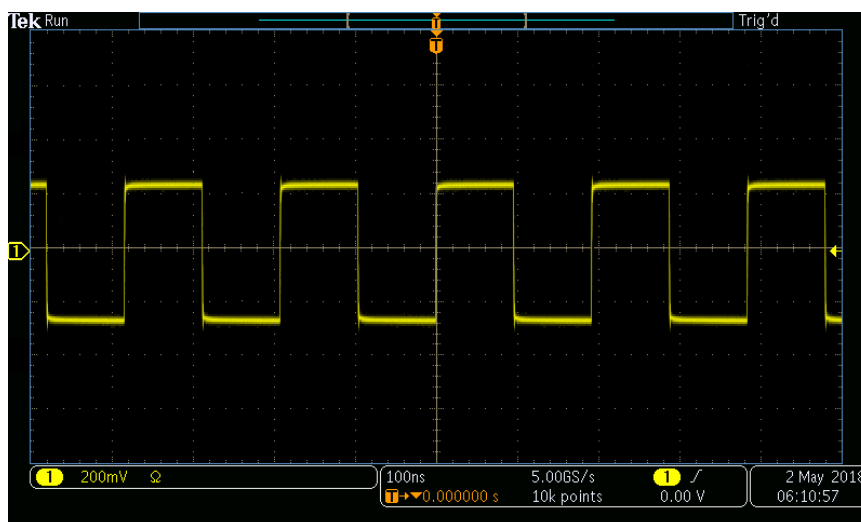 Tek Run Trig'd
T
T
1
1 200mV Ω
100ns 5.00GS/s 1
T 0.000000 s 10k points 0.00 V
2 May 2018
06:10:57